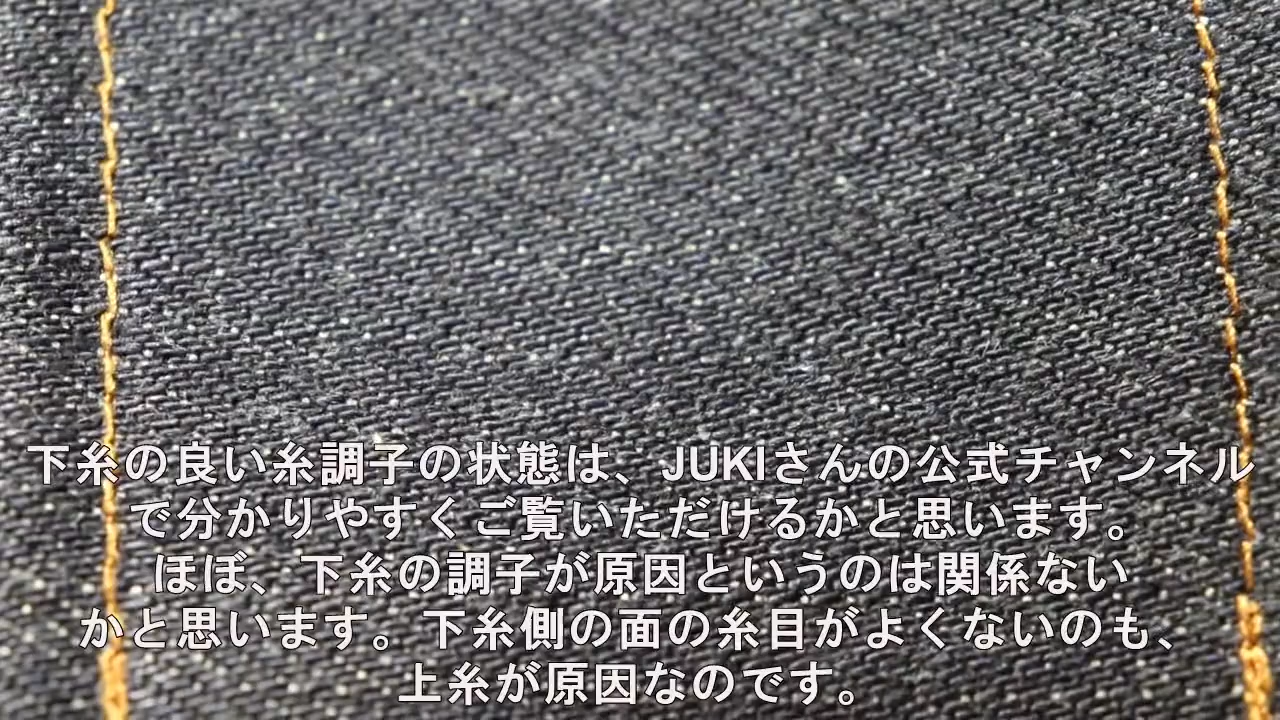 下糸の良い糸調子の状態は、JUKIさんの公式チャンネル
で分かりやすくご覧いただけるかと思います。
ほぼ、下糸の調子が原因というのは関係ない
かと思います。下糸側の面の糸目がよくないのも、
上糸が原因なのです。